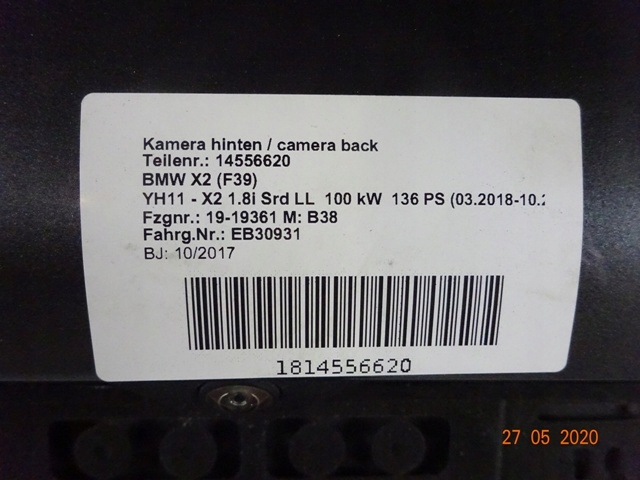 Kamera hinten / camera back
Teilenr.: 14556620
BMW X2 (F39)
YH11 - X2 1.8i Srd LL 100 kW 136 PS (03.2018-10.2
Fzgnr.: 19-19361 M: B38
Fahrg.Nr.: EB30931
BJ: 10/2017
1814556620
27 05 2020